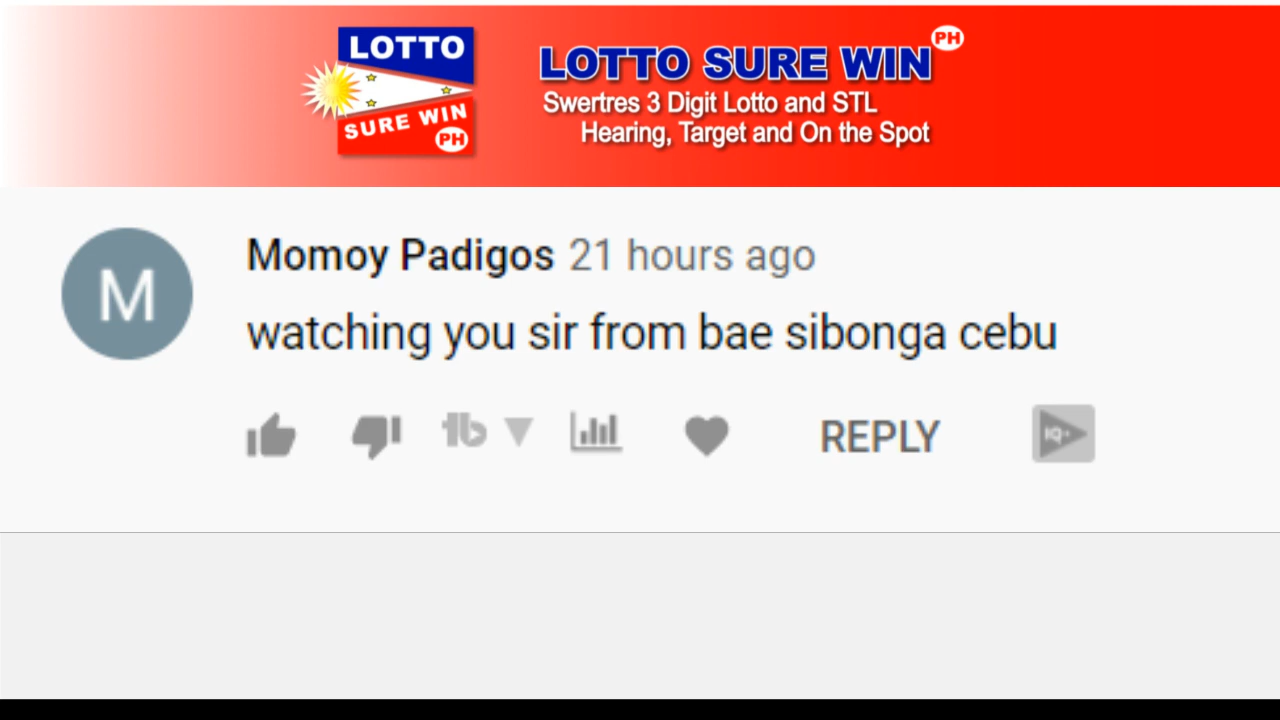 LOTTO
SURE WIN
PH
LOTTO SURE WIN PH
Swertres 3 Digit Lotto and STL
Hearing, Target and On the Spot
M
Momoy Padigos 21 hours ago
watching you sir from bae sibonga cebu
REPLY